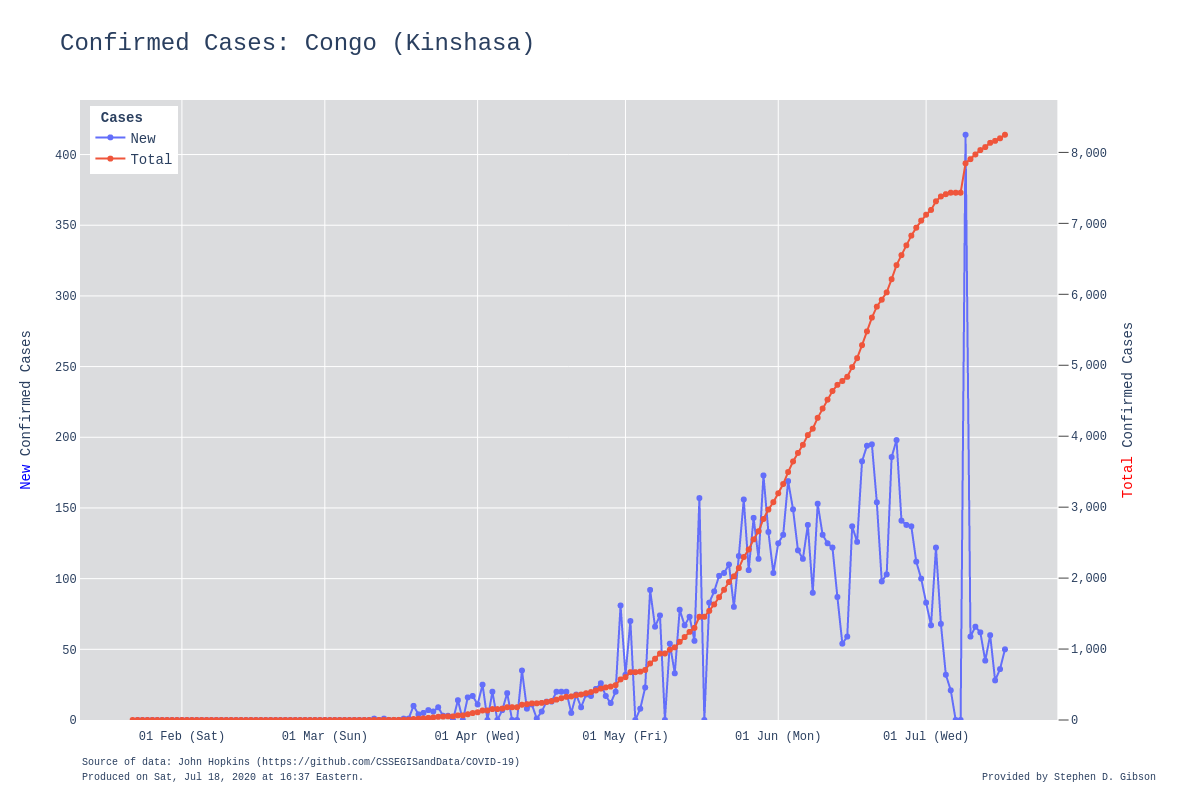 Confirmed Cases: Congo (Kinshasa)
Cases
New
Total
400
350
300
250
200
150
100
50
0
New Confirmed Cases
8,000
7,000
6,000
5,000
4,000
3,000
2,000
1,000
0
Total Confirmed Cases
01 Feb (Sat)
01 Mar (Sun)
01 Apr (Wed)
01 May (Fri)
01 Jun (Mon)
01 Jul (Wed)
Source of data: John Hopkins (https://github.com/CSSEGISandData/COVID-19)
Produced on Sat, Jul 18, 2020 at 16:37 Eastern.
Provided by Stephen D. Gibson